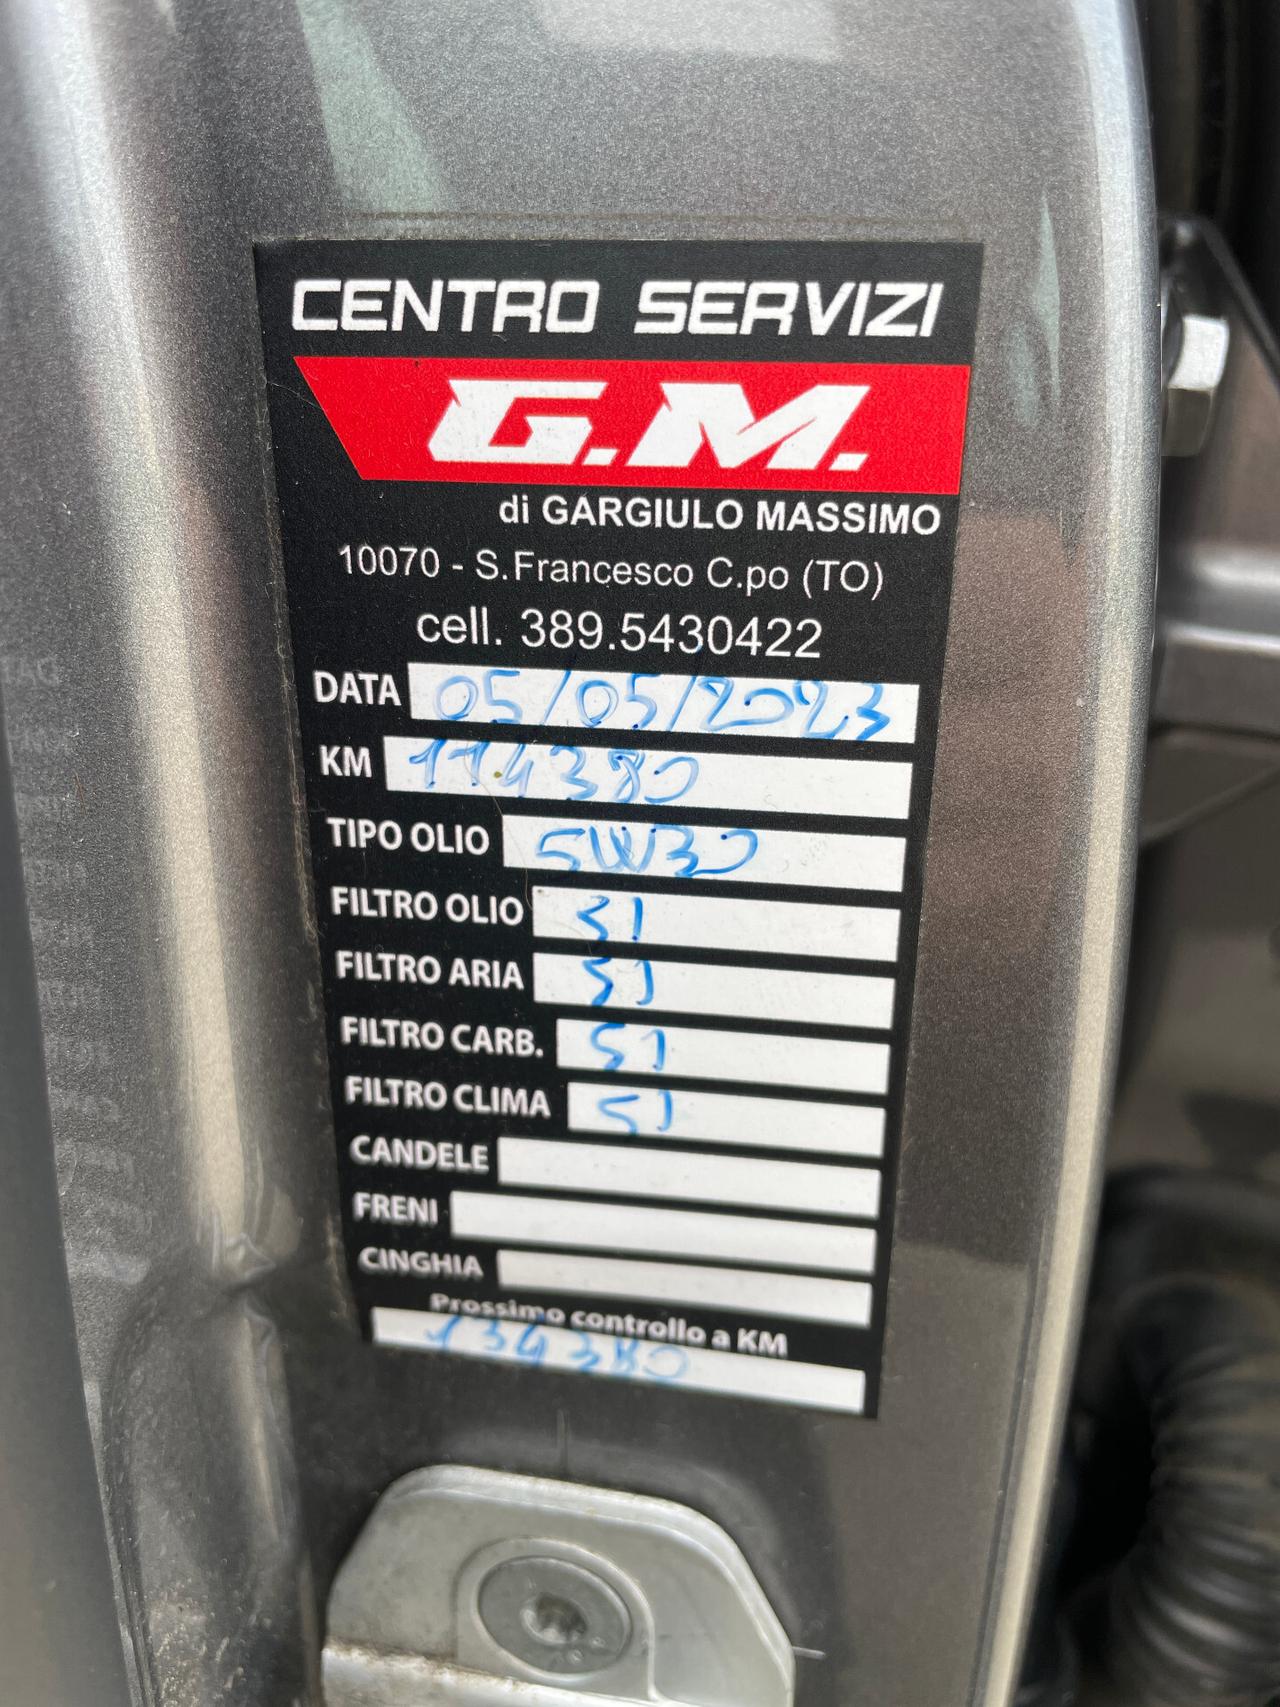 CENTRO SERVIZI
G.M.
di GARGIULO MASSIMO
10070 - S.Francesco C.po (TO)
cell. 389.5430422
DATA 05/05/2023
KM 114380
TIPO OLIO 5W30
FILTRO OLIO SI
FILTRO ARIA SI
FILTRO CARB. SI
FILTRO CLIMA SI
CANDELE
FRENI
CINGHIA
Prossimo controllo a KM
134380